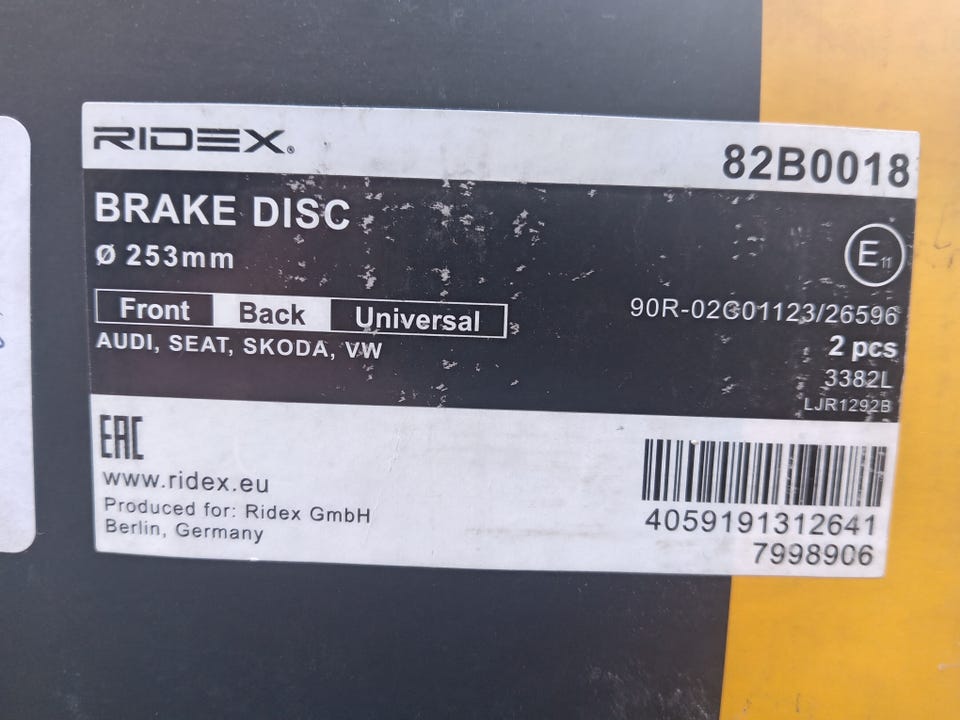 RIDEX®
82B0018
BRAKE DISC
Ø 253mm
E11
Front Back Universal
90R-02C01123/26596
AUDI, SEAT, SKODA, VW
2 pcs
3382L
LJR1292B
EAC
www.ridex.eu
Produced for: Ridex GmbH
Berlin, Germany
4059191312641
7998906